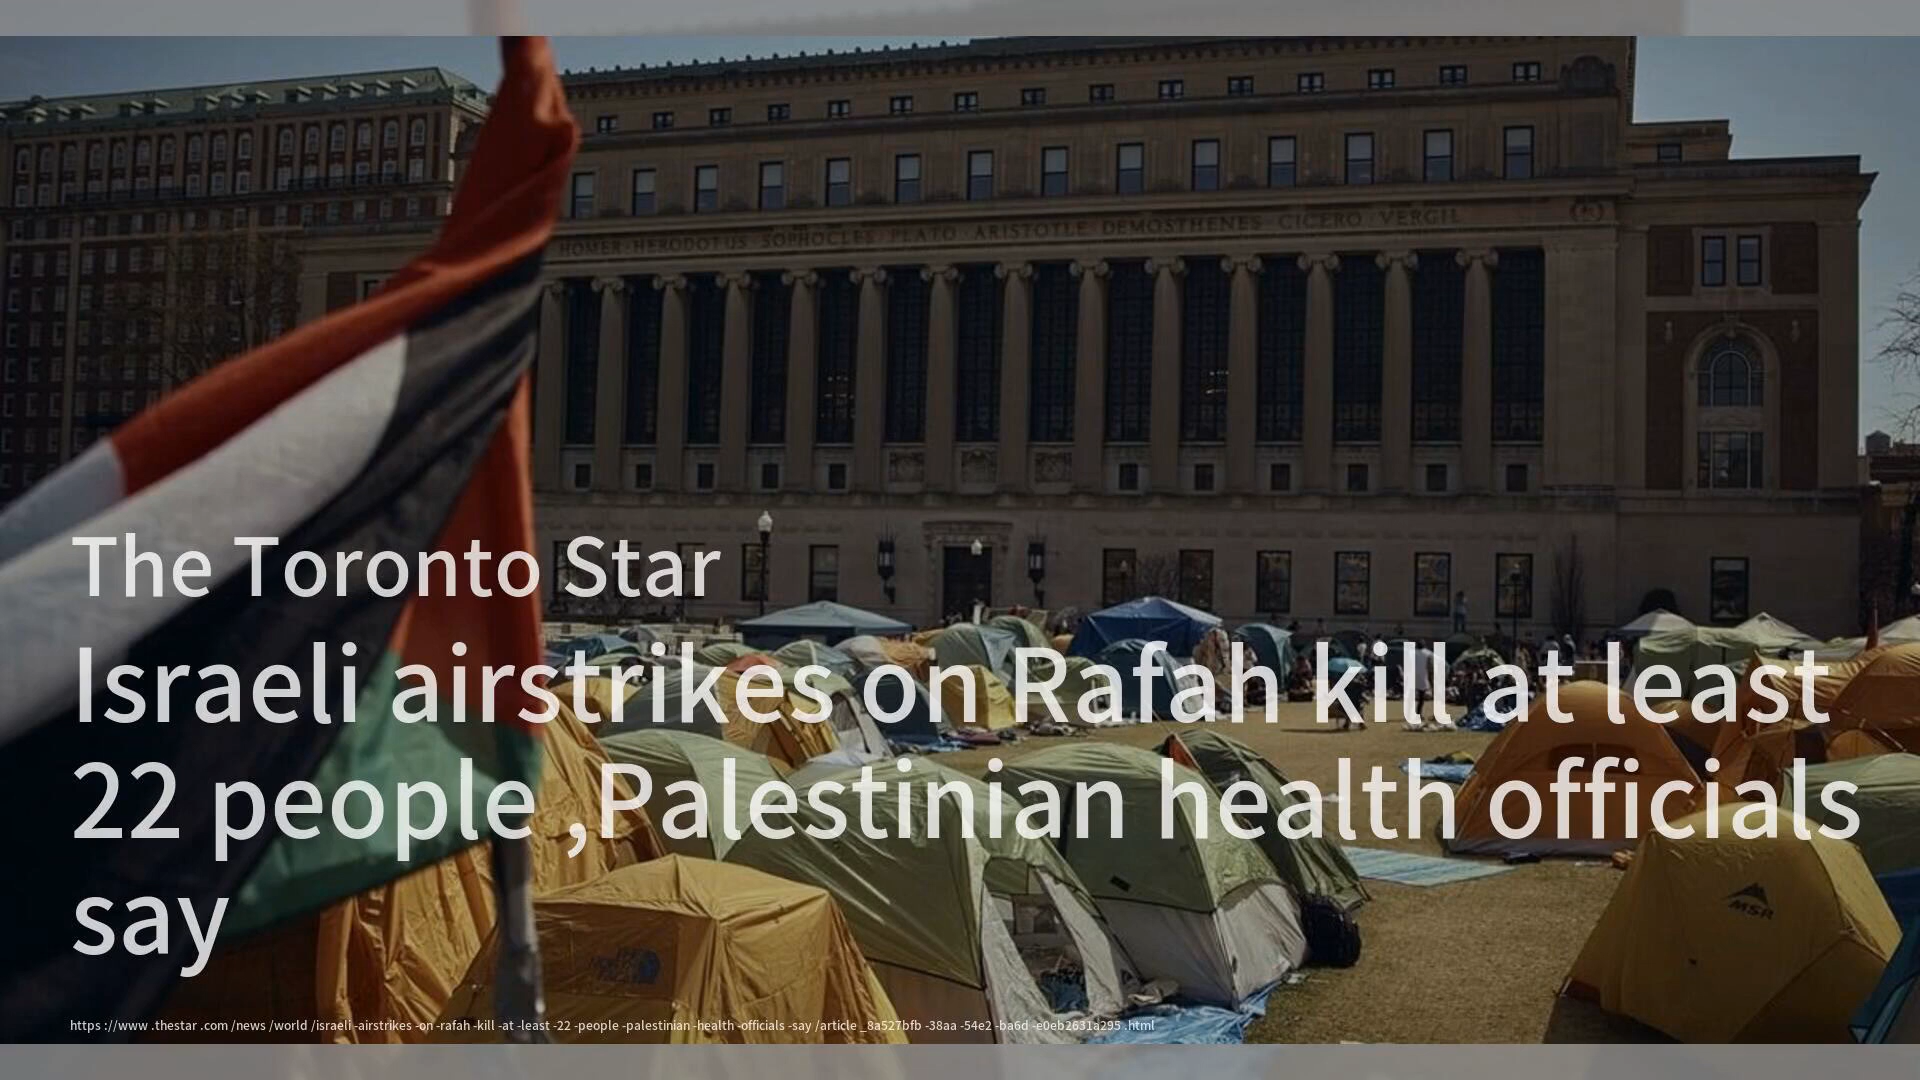 HOMER · HERODOTUS · SOPHOCLES · PLATO · ARISTOTLE · DEMOSTHENES · CICERO · VERGIL
The Toronto Star
Israeli airstrikes on Rafah kill at least
22 people ,Palestinian health officials
say
MSR
https ://www .thestar .com /news /world /israeli -airstrikes -on -rafah -kill -at -least -22 -people -palestinian -health -officials -say /article _8a527bfb -38aa -54e2 -ba6d -e0eb2631a295 .html